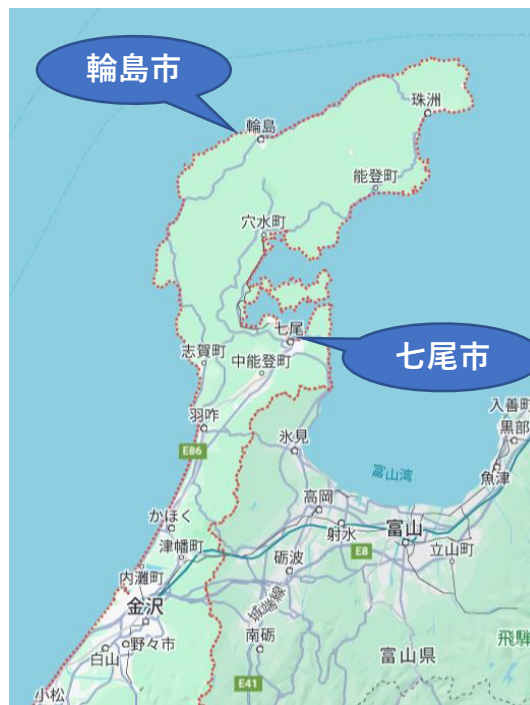 輪島市
珠洲
輪島
能登町
穴水町
七尾
七尾市
志賀町
中能登町
入善町
羽咋
黒部
氷見
E86
富山湾
魚津
高岡
かほく
射水
富山
津幡町
E8
立山町
砺波
内灘町
金沢
野々市
南砺
飛騨
白山
富山県
E41
小松